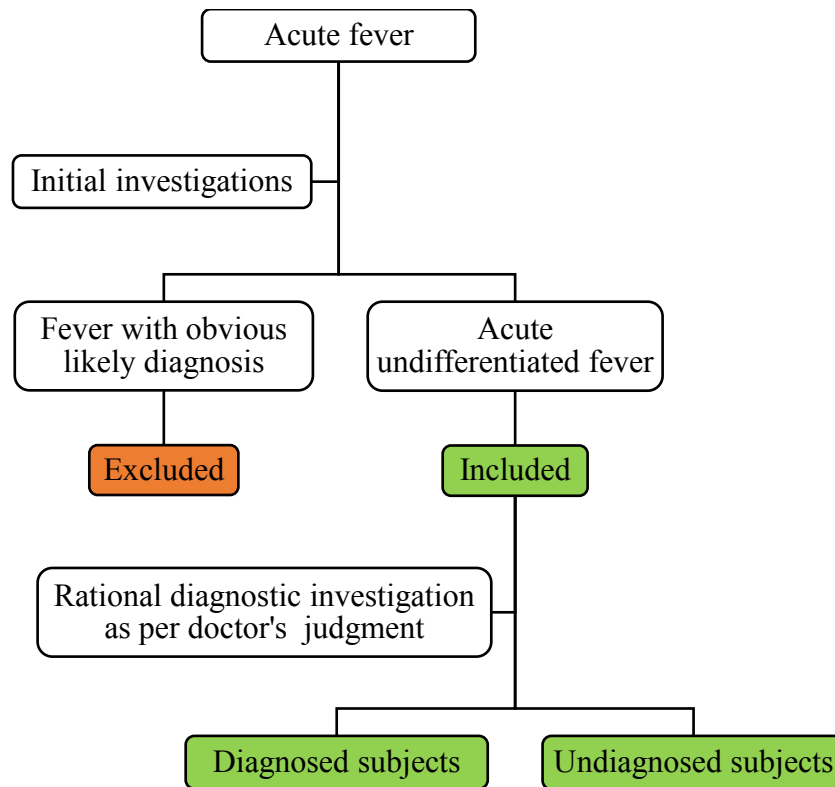 Acute fever
Initial investigations
Fever with obvious
likely diagnosis
Acute
undifferentiated fever
Excluded
Included
Rational diagnostic investigation
as per doctor's judgment
Diagnosed subjects
Undiagnosed subjects